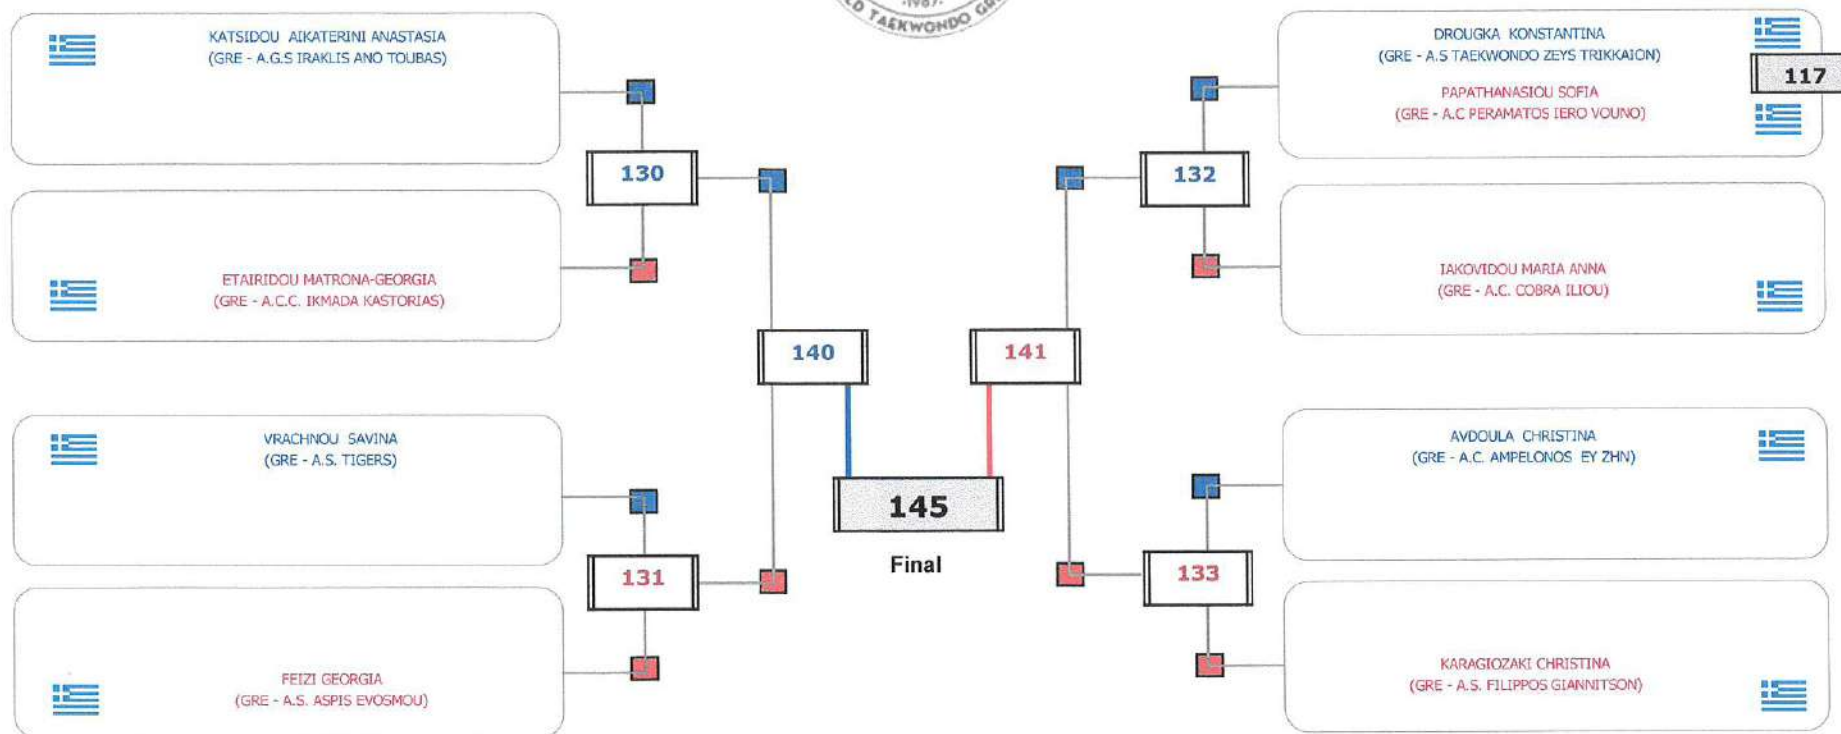 ·1987·
TAEKWONDO
KATSIDOU AIKATERINI ANASTASIA
(GRE - A.G.S IRAKLIS ANO TOUBAS)
130
ETAIRIDOU MATRONA-GEORGIA
(GRE - A.C.C. IKMADA KASTORIAS)
140
VRACHNOU SAVINA
(GRE - A.S. TIGERS)
131
FEIZI GEORGIA
(GRE - A.S. ASPIS EVOSMOU)
145
Final
DROUGKA KONSTANTINA
(GRE - A.S TAEKWONDO ZEYS TRIKKAION)
117
PAPATHANASIOU SOFIA
(GRE - A.C PERAMATOS IERO VOUNO)
132
IAKOVIDOU MARIA ANNA
(GRE - A.C. COBRA ILIOU)
141
AVDOULA CHRISTINA
(GRE - A.C. AMPELONOS EY ZHN)
133
KARAGIOZAKI CHRISTINA
(GRE - A.S. FILIPPOS GIANNITSON)